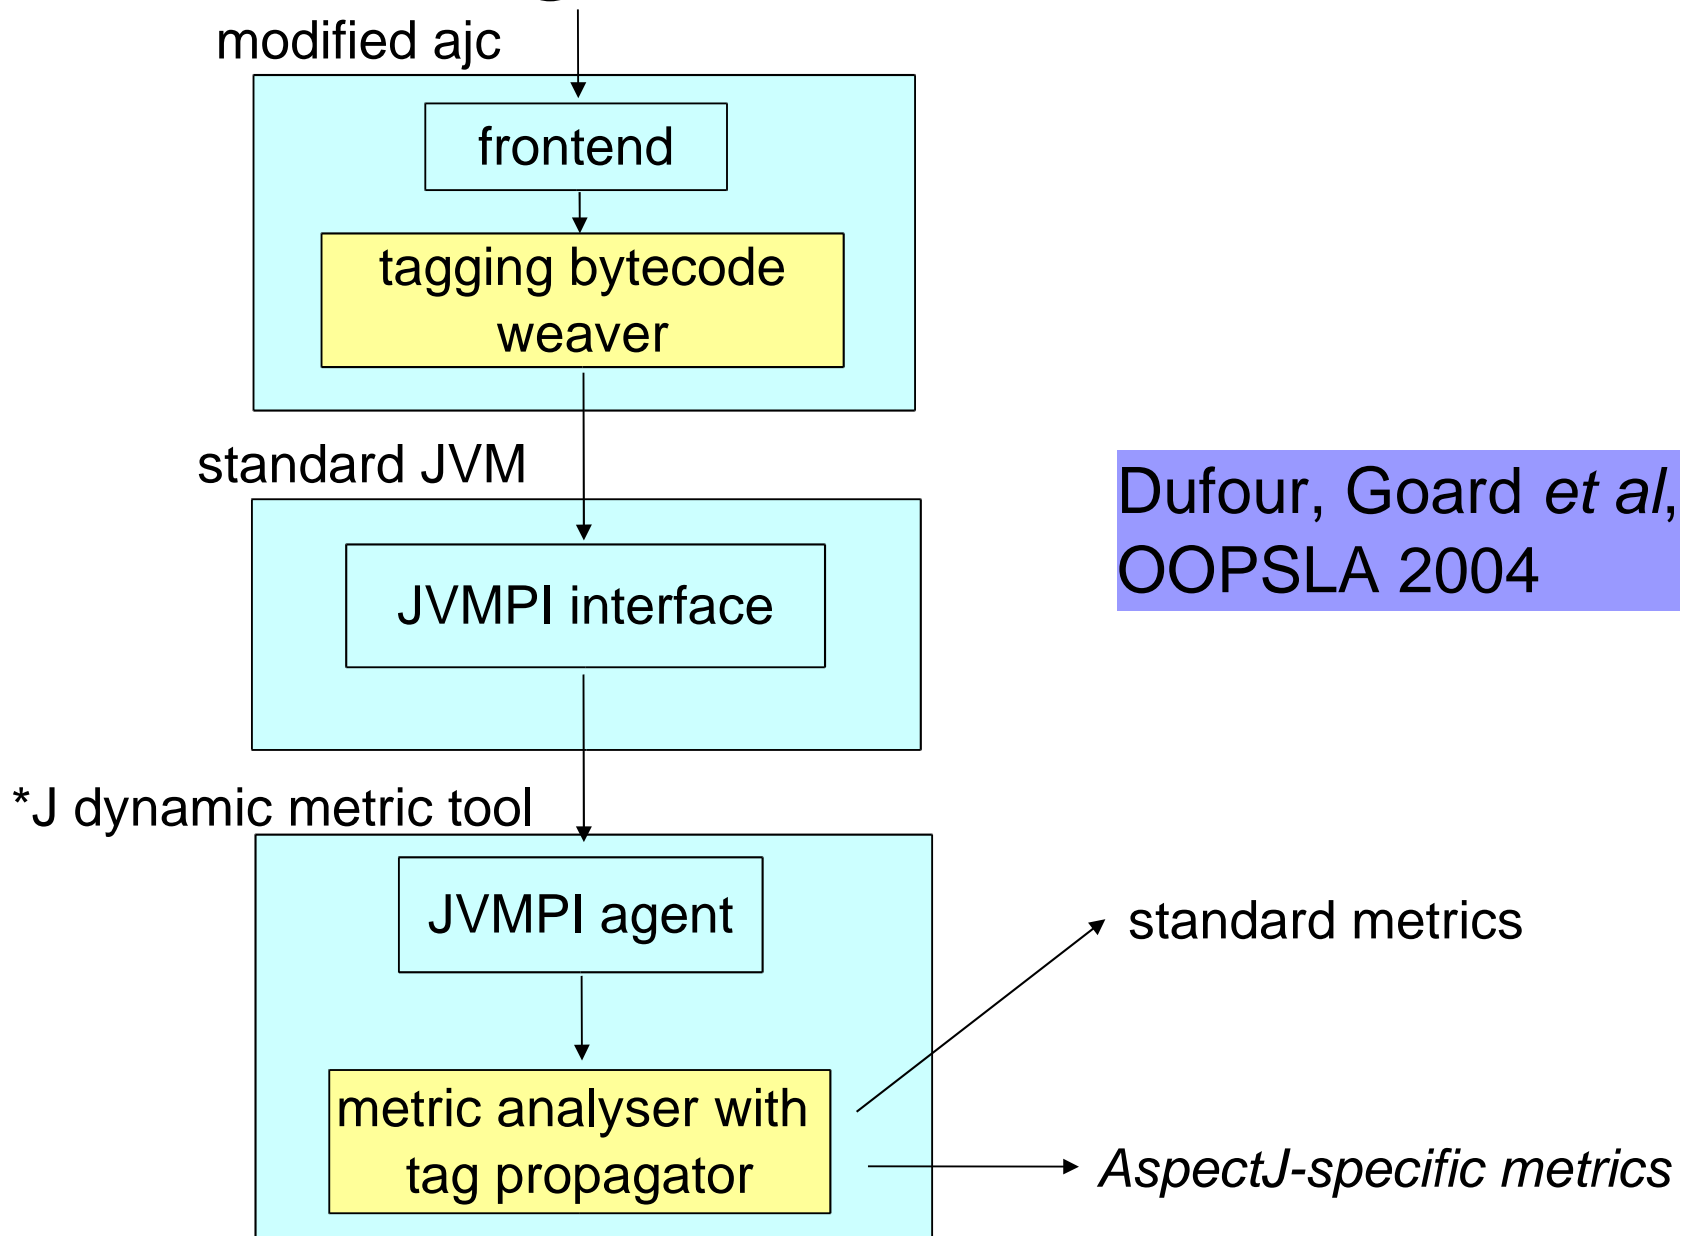 modified ajc
frontend
tagging bytecode
weaver
standard JVM
JVMPI interface
Dufour, Goard et al,
OOPSLA 2004
*J dynamic metric tool
JVMPI agent
standard metrics
metric analyser with
tag propagator
AspectJ-specific metrics